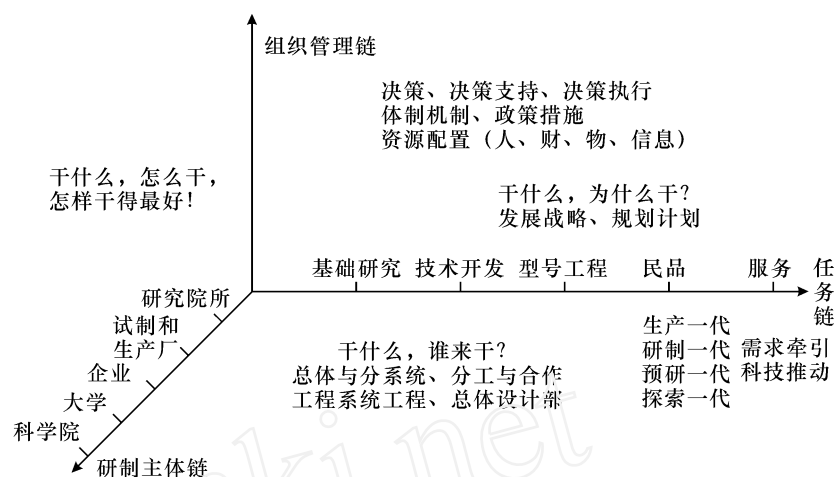 组织管理链
决策、决策支持、决策执行
体制机制、政策措施
资源配置（人、财、物、信息）
干什么，怎么干，
怎样干得最好！
干什么，为什么干？
发展战略、规划计划
基础研究 技术开发 型号工程 民品 服务
任务链
研究院所
试制和
生产厂
企业
大学
科学院
研制主体链
干什么，谁来干？
总体与分系统、分工与合作
工程系统工程、总体设计部
生产一代
研制一代
预研一代
探索一代
需求牵引
科技推动